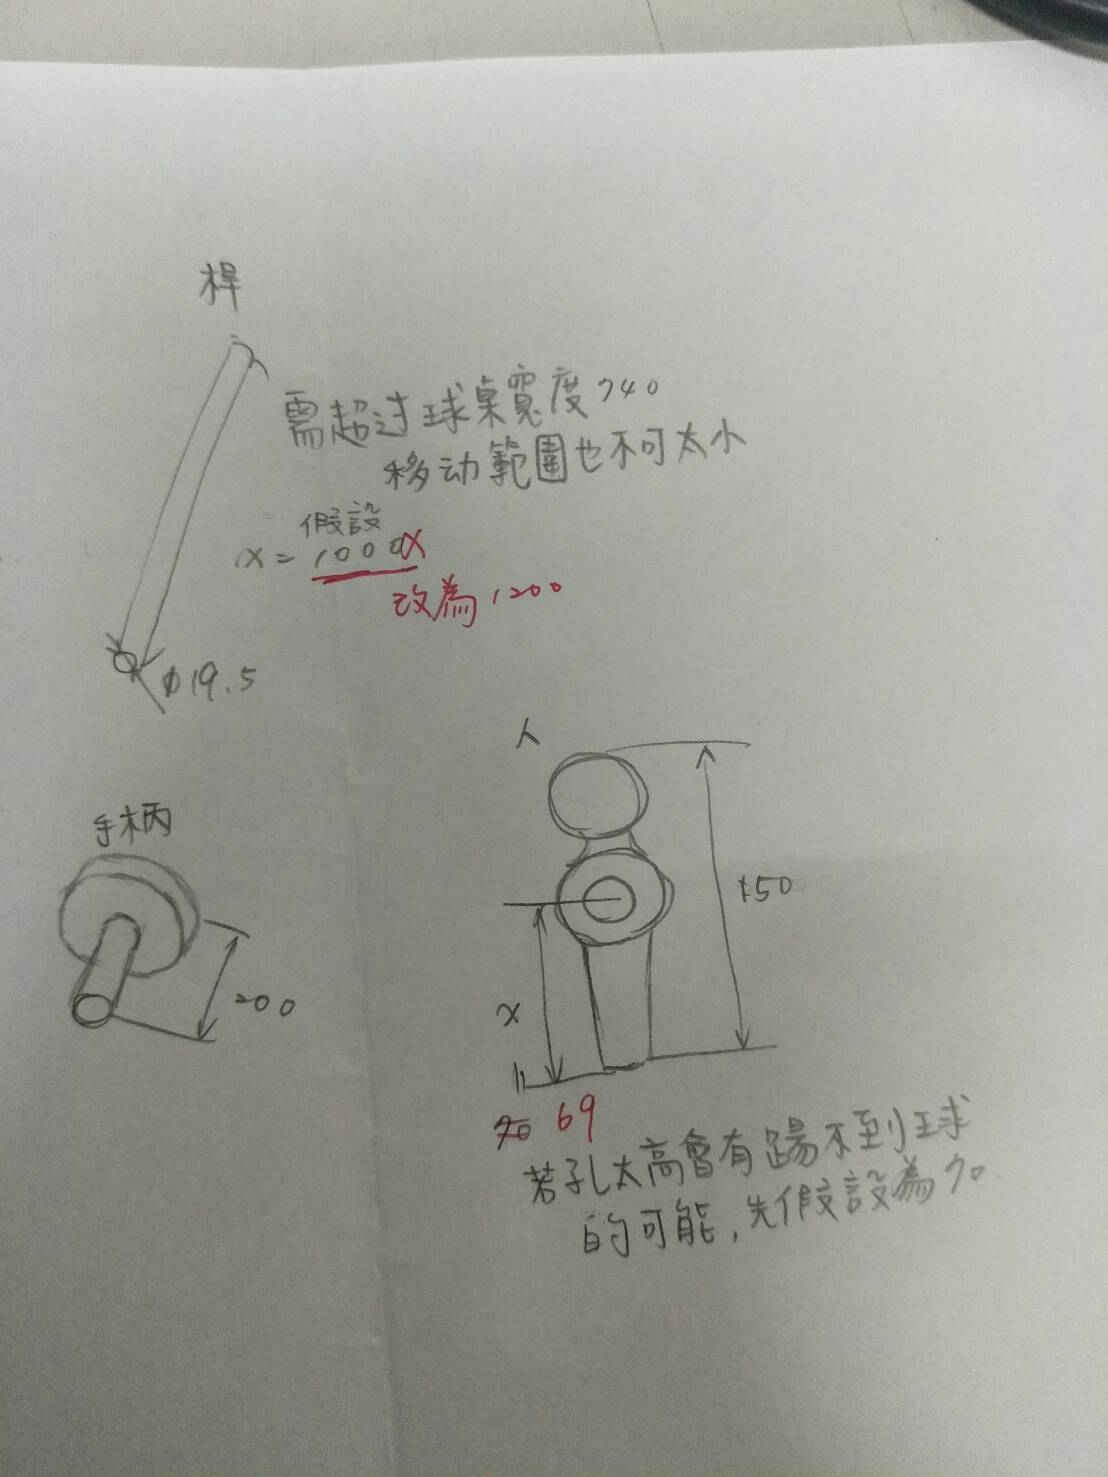 桿
需超过球桌寬度740
移动範圍也不可太小
假設
x = 1000 x
改為1200
φ19.5
人
手柄
150
200
x
=
70 69
若孔太高會有踢不到球
的可能,先假設為70